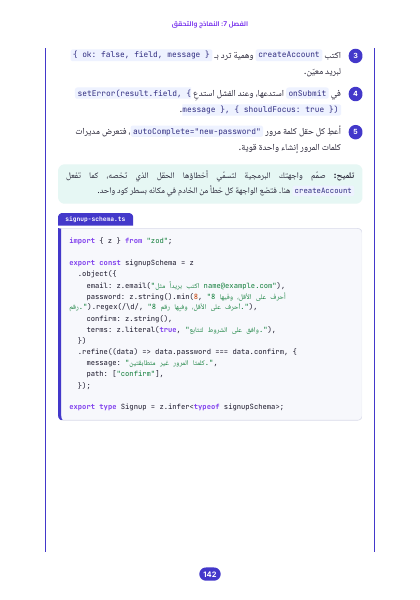 الفصل 7: النماذج والتحقق
3 اكتب createAccount وهمية ترد بـ { ok: false, field, message }
لبريد معيّن.
4 في onSubmit استدعها، وعند الفشل استدعِ setError(result.field, {
message }, { shouldFocus: true }).
5 أعطِ كل حقل كلمة مرور autoComplete="new-password"، فتعرض مديرات
كلمات المرور إنشاء واحدة قوية.
تلميح: صمّم واجهتك البرمجية لتسمّي أخطاؤها الحقل الذي تخصه، كما تفعل
createAccount هنا. فتضع الواجهة كل خطأ من الخادم في مكانه بسطر كود واحد.
signup-schema.ts
import { z } from "zod";
export const signupSchema = z
.object({
email: z.email("اكتب بريداً مثل name@example.com"),
password: z.string().min(8, "8 أحرف على الأقل، وفيها
رقم.").regex(/\d/, "8 أحرف على الأقل، وفيها رقم."),
confirm: z.string(),
terms: z.literal(true, "وافق على الشروط لتتابع."),
})
.refine((data) => data.password === data.confirm, {
message: "كلمتا المرور غير متطابقتين.",
path: ["confirm"],
});
export type Signup = z.infer<typeof signupSchema>;
142